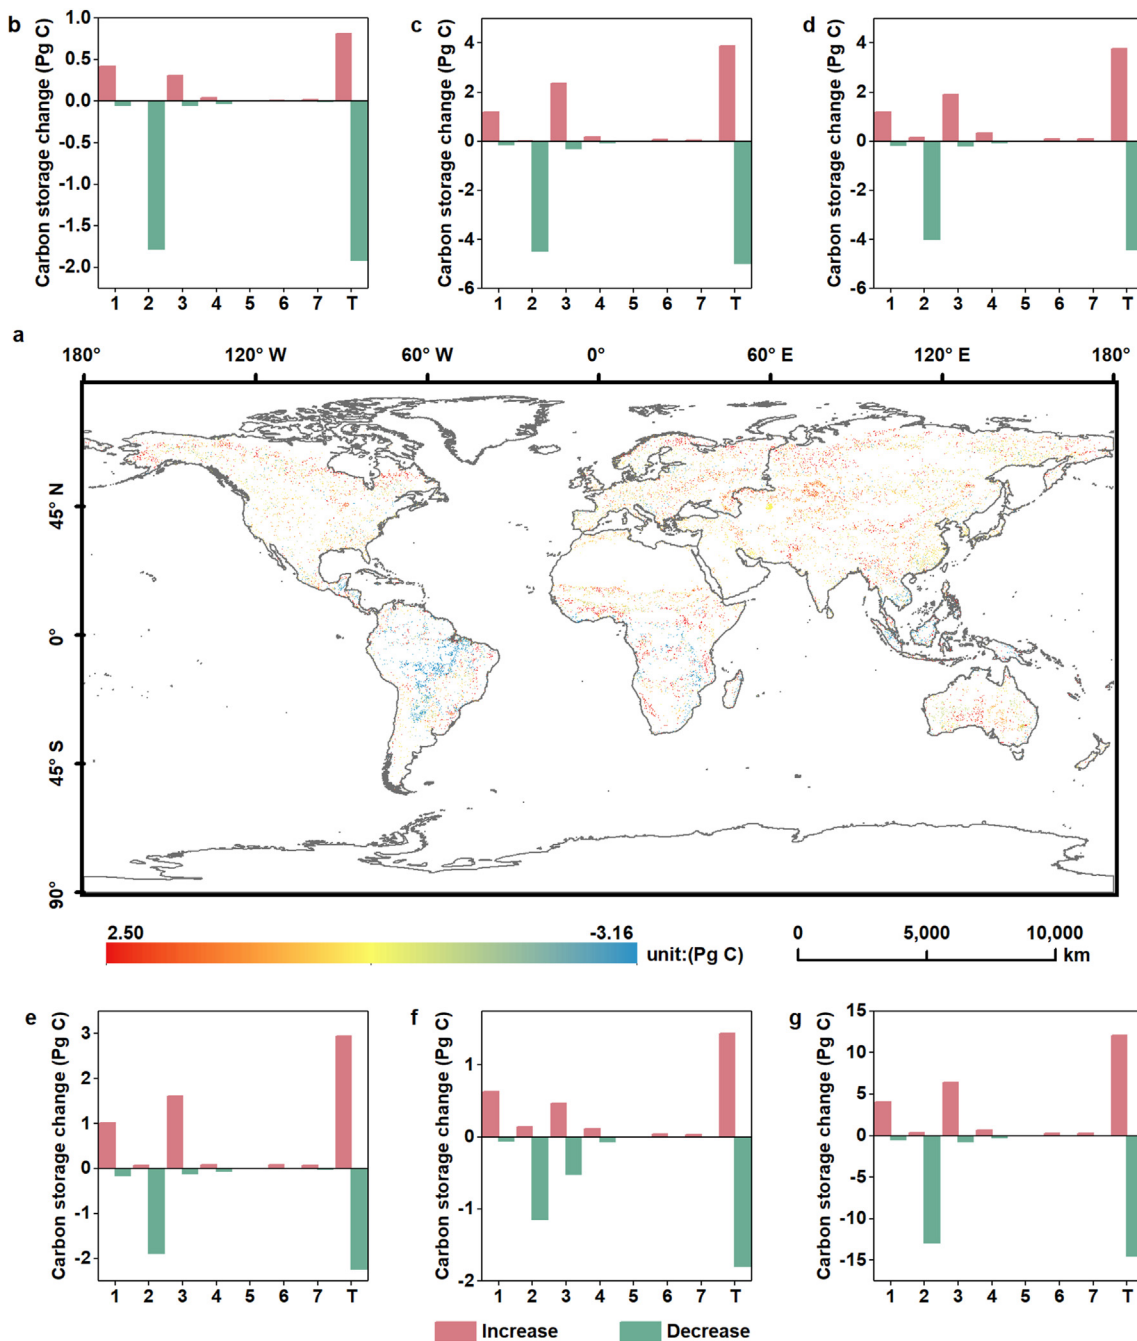 b
c
d
Carbon storage change (Pg C)
1.0
0.5
0.0
-0.5
-1.0
-1.5
-2.0
1 2 3 4 5 6 7 T
Carbon storage change (Pg C)
4
2
0
-2
-4
-6
1 2 3 4 5 6 7 T
Carbon storage change (Pg C)
4
2
0
-2
-4
-6
1 2 3 4 5 6 7 T
a
180° 120° W 60° W 0° 60° E 120° E 180°
45° N
0°
45° S
90°
2.50 -3.16
unit:(Pg C)
0 5,000 10,000
km
e
f
g
Carbon storage change (Pg C)
3
2
1
0
-1
-2
1 2 3 4 5 6 7 T
Carbon storage change (Pg C)
1
0
-1
-2
1 2 3 4 5 6 7 T
Carbon storage change (Pg C)
15
10
5
0
-5
-10
-15
1 2 3 4 5 6 7 T
Increase Decrease